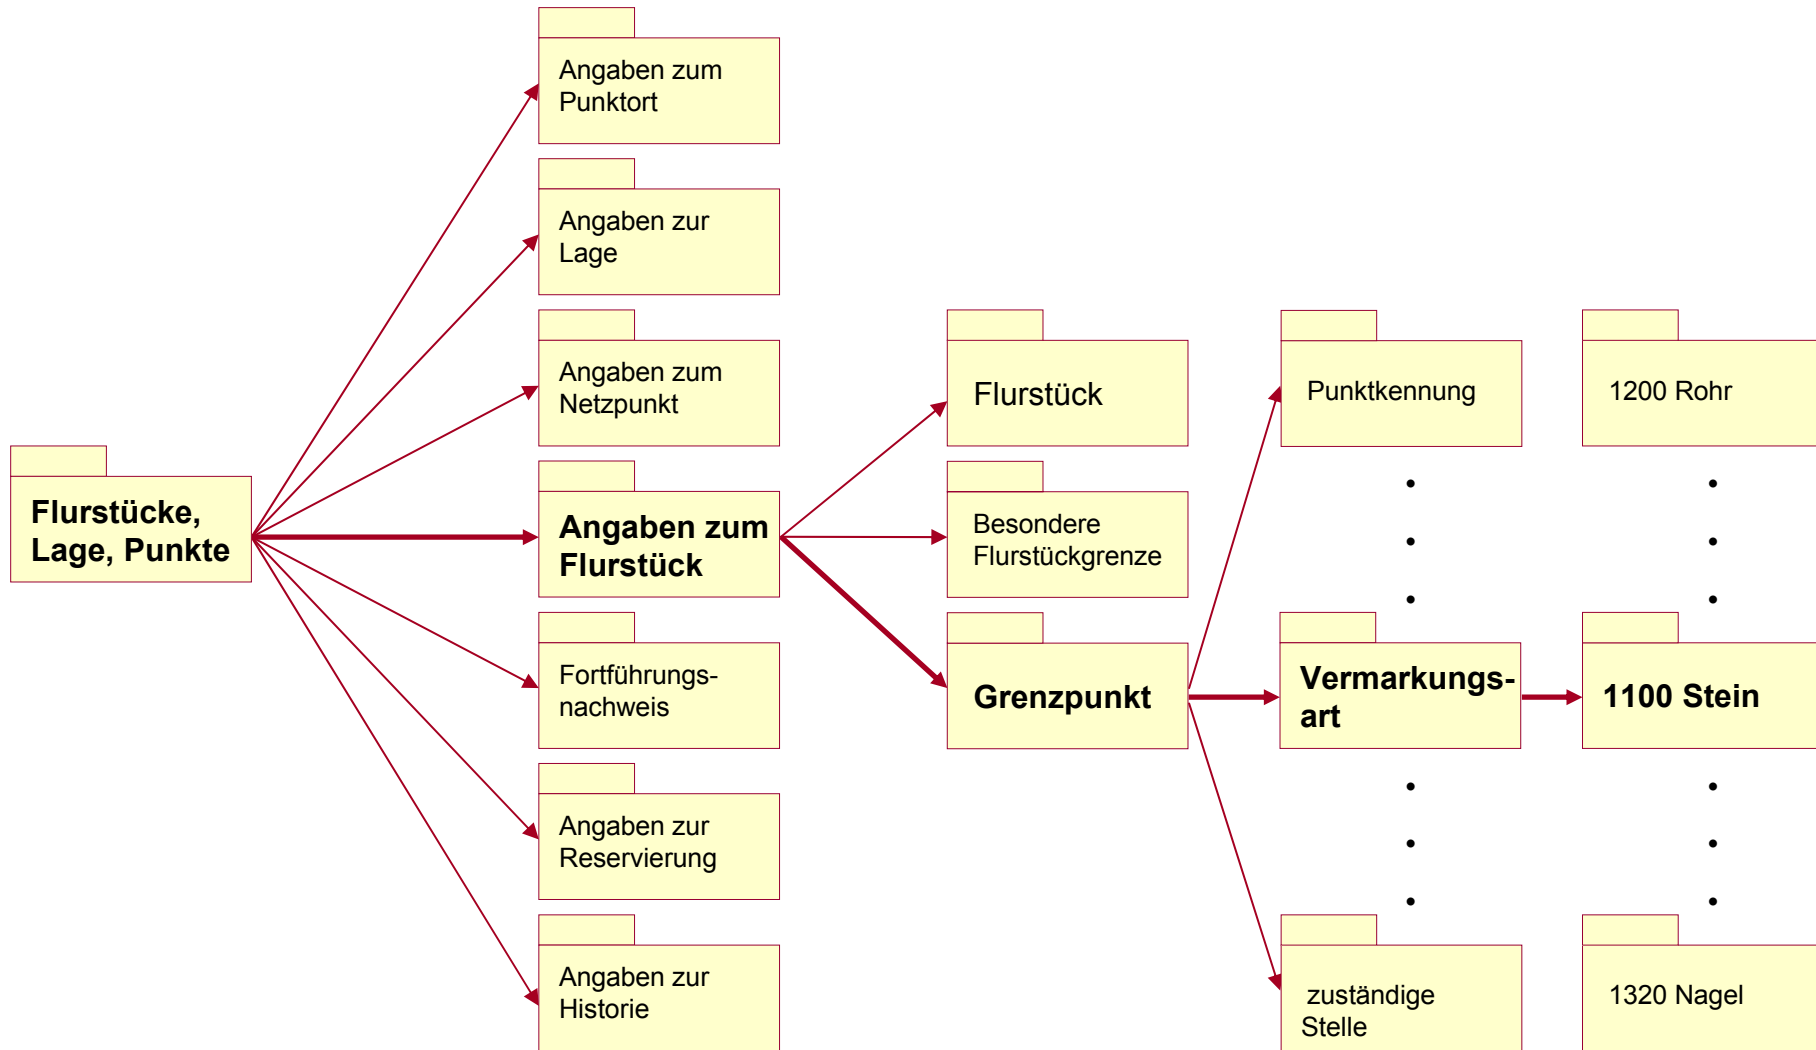 Flurstücke,
Lage, Punkte
Angaben zum
Punktort
Angaben zur
Lage
Angaben zum
Netzpunkt
Angaben zum
Flurstück
Fortführungs-
nachweis
Angaben zur
Reservierung
Angaben zur
Historie
Flurstück
Besondere
Flurstückgrenze
Grenzpunkt
Punktkennung
Vermarkungs-
art
zuständige
Stelle
1200 Rohr
1100 Stein
1320 Nagel